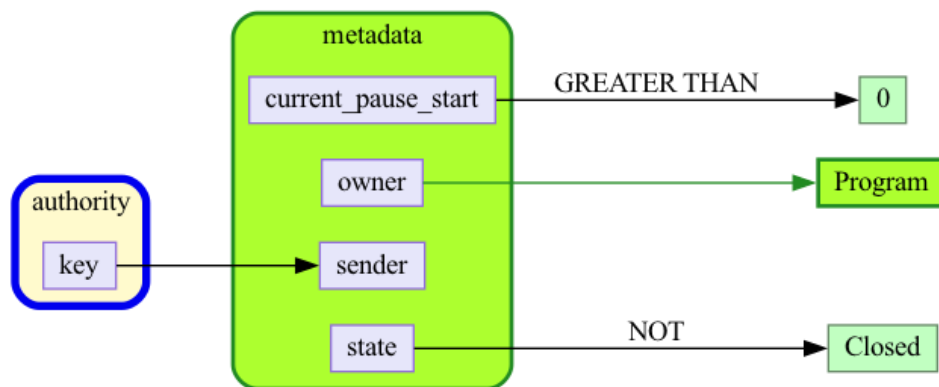 metadata
current_pause_start
GREATER THAN
0
owner
Program
authority
key
sender
state
NOT
Closed